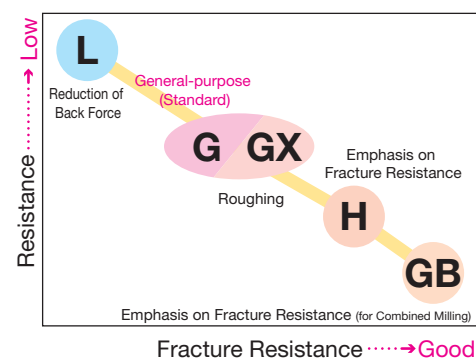 Resistance ······→ Low
L
Reduction of
Back Force
General-purpose
(Standard)
G GX
Roughing
Emphasis on
Fracture Resistance
H
GB
Emphasis on Fracture Resistance (for Combined Milling)
Fracture Resistance ······→ Good